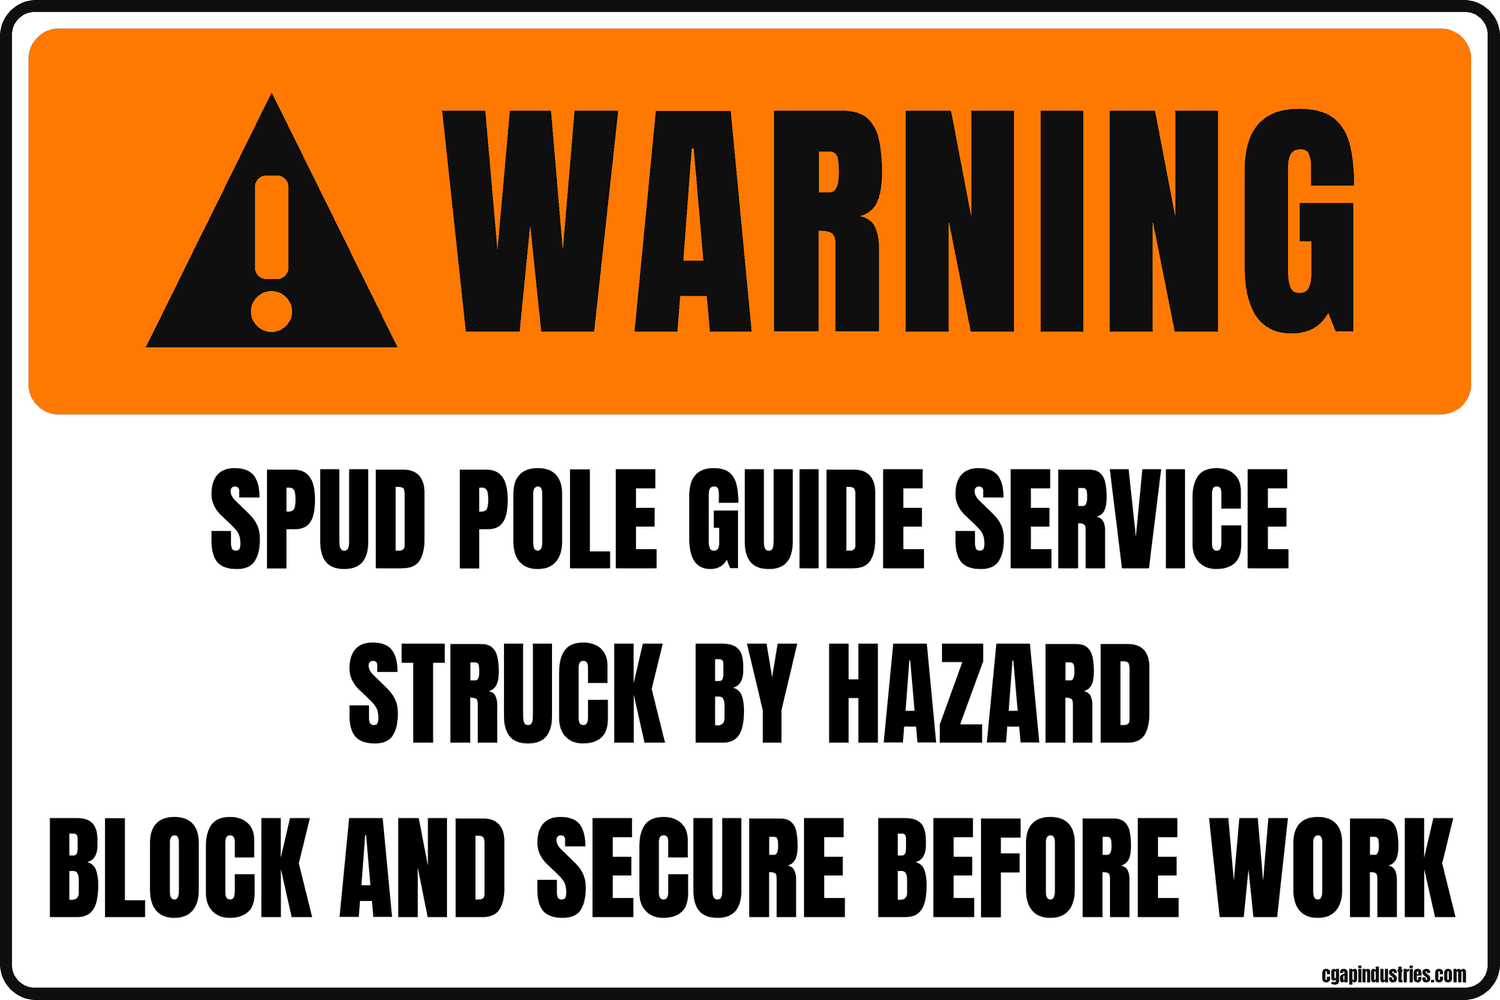 WARNING
SPUD POLE GUIDE SERVICE
STRUCK BY HAZARD
BLOCK AND SECURE BEFORE WORK
cgapindustries.com